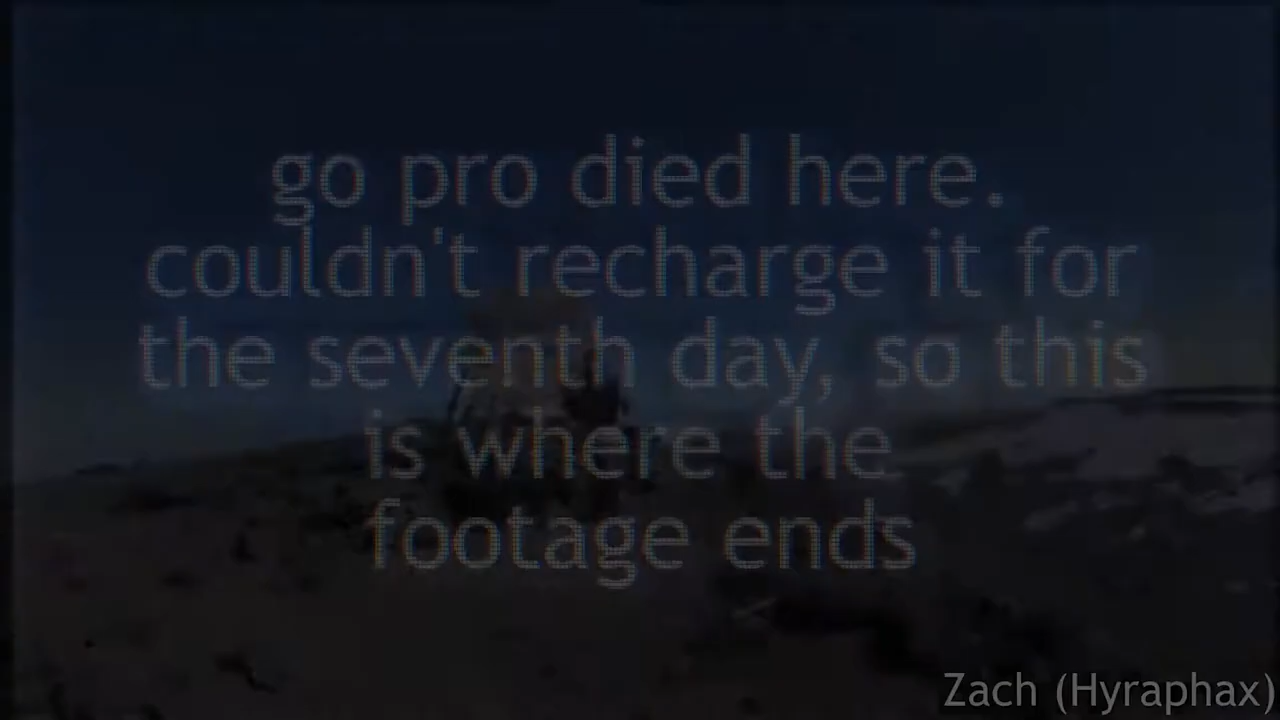 go pro died here.
couldn't recharge it for
the seventh day, so this
is where the
footage ends
Zach (Hyraphax)